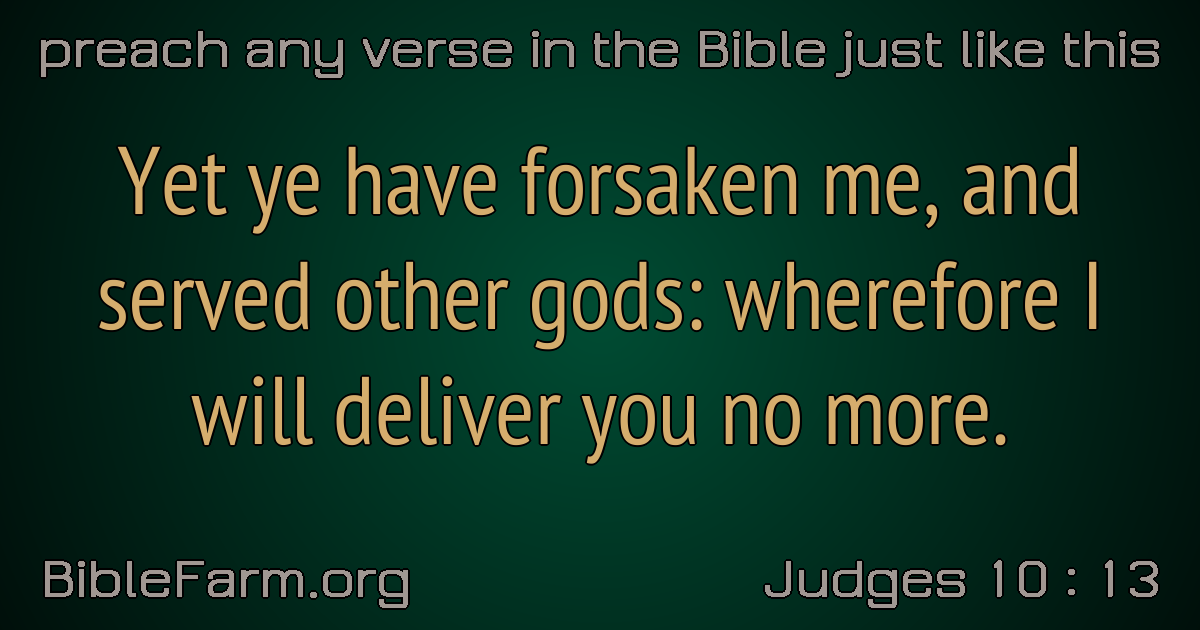 preach any verse in the Bible just like this
Yet ye have forsaken me, and
served other gods: wherefore I
will deliver you no more.
BibleFarm.org
Judges 10 : 13